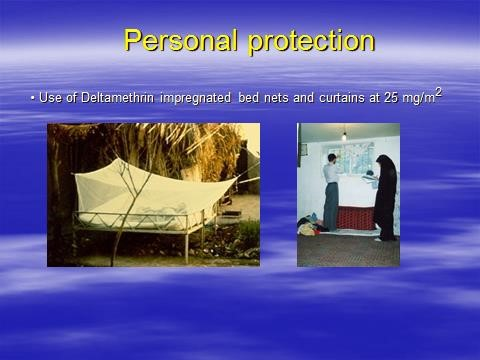 Personal protection
• Use of Deltamethrin impregnated bed nets and curtains at 25 mg/m²